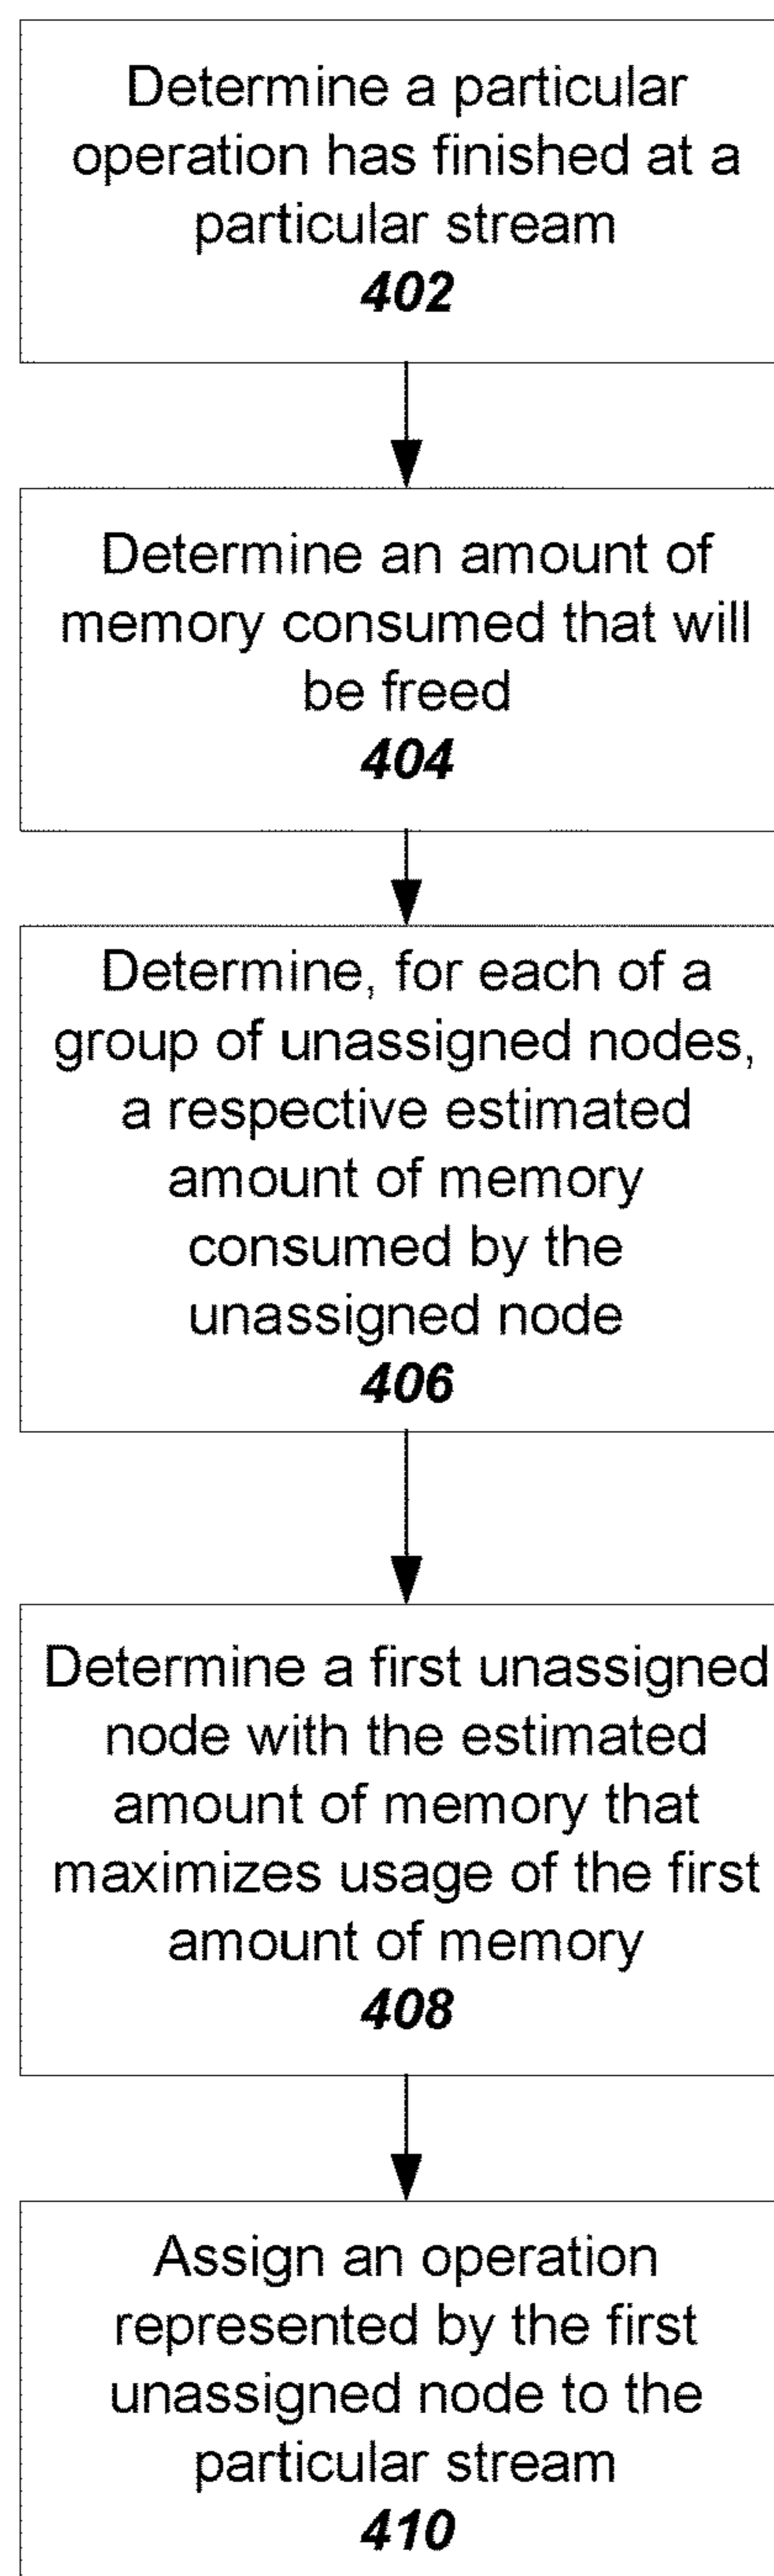 Determine a particular
operation has finished at a
particular stream
402
Determine an amount of
memory consumed that will
be freed
404
Determine, for each of a
group of unassigned nodes,
a respective estimated
amount of memory
consumed by the
unassigned node
406
Determine a first unassigned
node with the estimated
amount of memory that
maximizes usage of the first
amount of memory
408
Assign an operation
represented by the first
unassigned node to the
particular stream
410